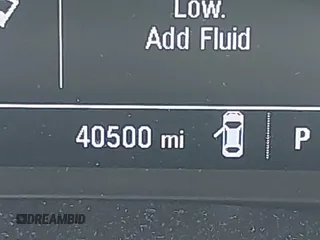 Low.
Add Fluid
40500 mi
P
DREAMBID